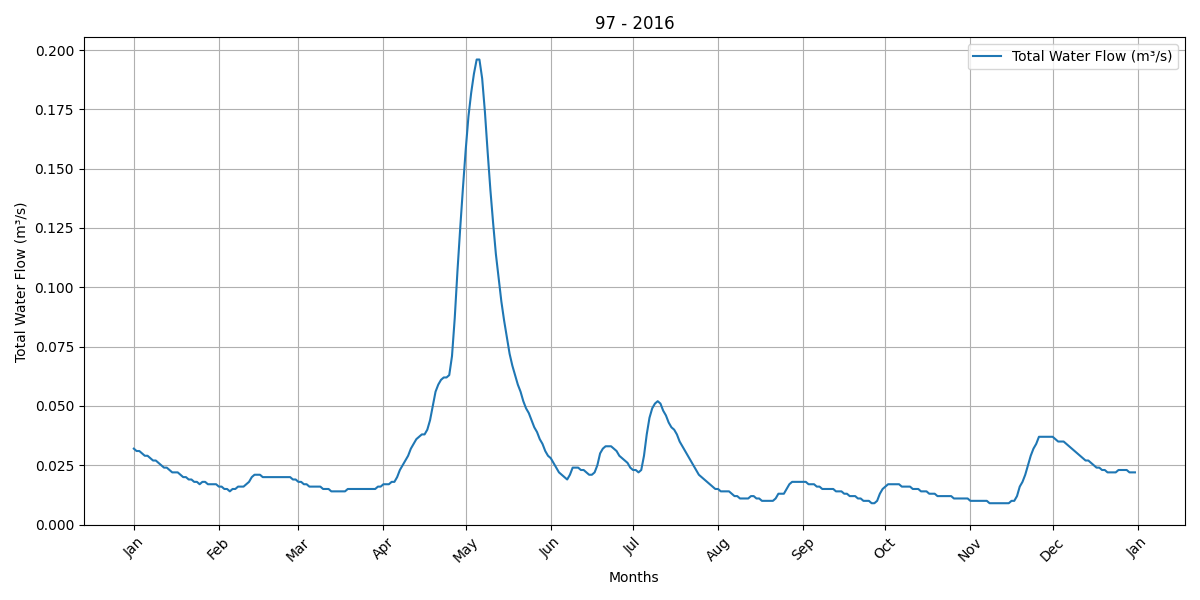 97 - 2016
Total Water Flow (m³/s)
Total Water Flow (m³/s)
0.200
0.175
0.150
0.125
0.100
0.075
0.050
0.025
0.000
Jan Feb Mar Apr May Jun Jul Aug Sep Oct Nov Dec Jan
Months